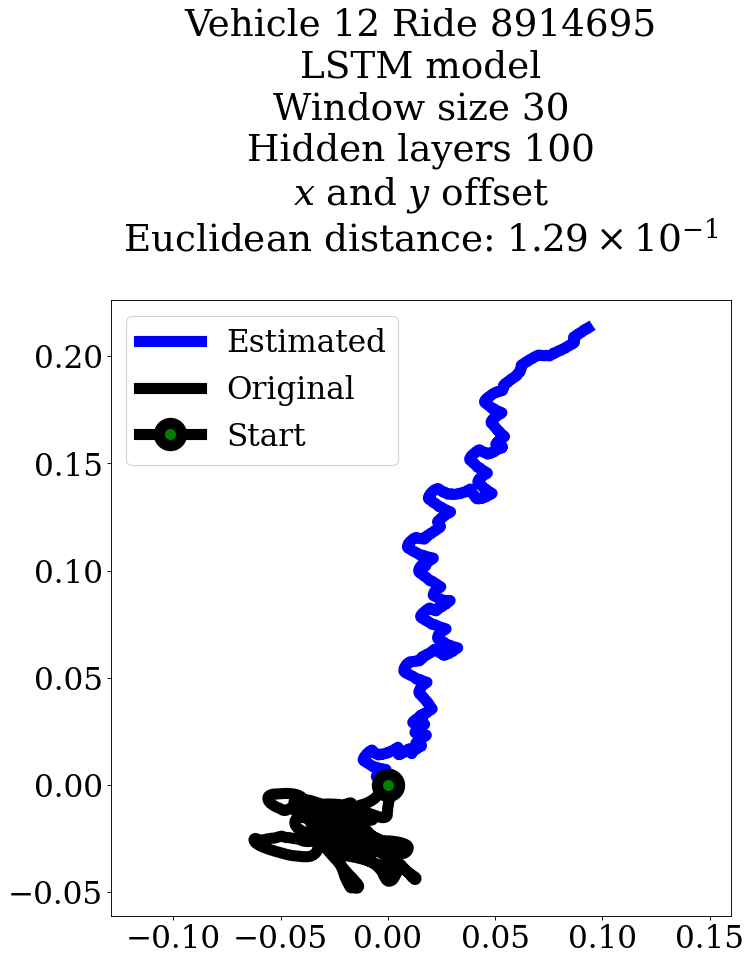 Vehicle 12 Ride 8914695
LSTM model
Window size 30
Hidden layers 100
x and y offset
Euclidean distance: 1.29 × 10⁻¹
Estimated
Original
Start
0.20
0.15
0.10
0.05
0.00
−0.05
−0.10 −0.05 0.00 0.05 0.10 0.15